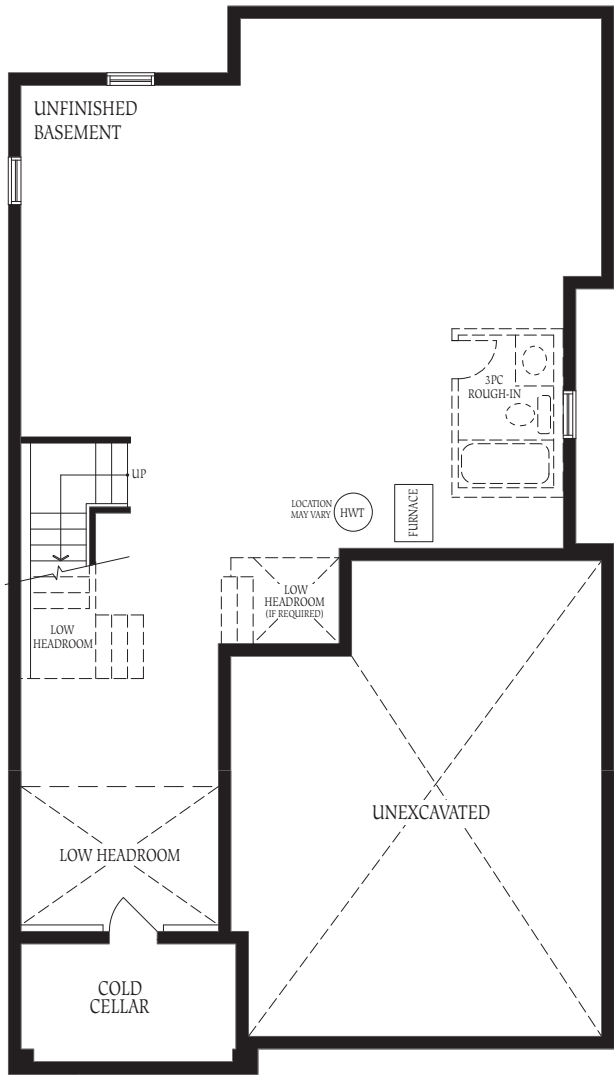 UNFINISHED
BASEMENT
3PC
ROUGH-IN
UP
LOCATION
MAY VARY
HWT
FURNACE
LOW
HEADROOM
(IF REQUIRED)
LOW
HEADROOM
UNEXCAVATED
LOW HEADROOM
COLD
CELLAR